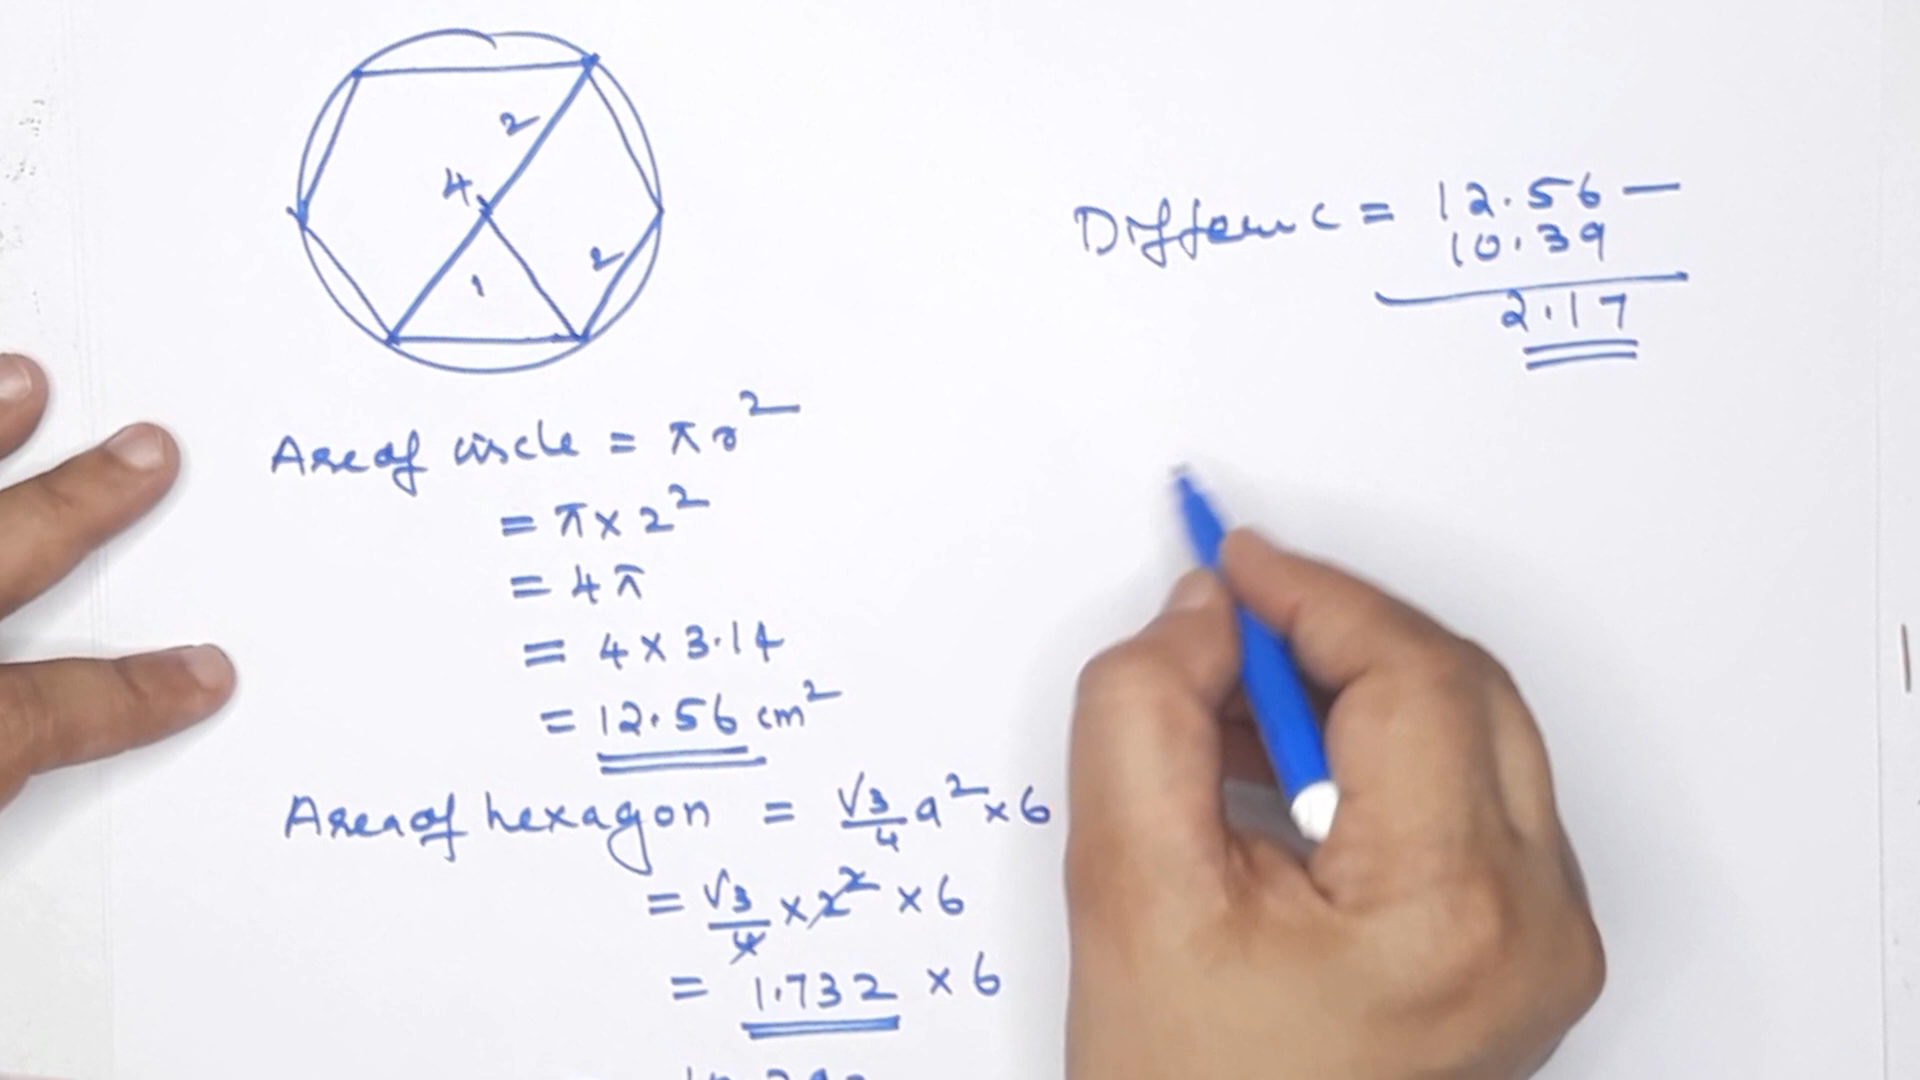 2
4
2
1
Area of circle = πr²
= π × 2²
= 4π
= 4 × 3.14
= 12.56 cm²
Area of hexagon = √3/4 a² × 6
= √3/4 × 2² × 6
= 1.732 × 6
Differenc = 12.56 –
10.39
2.17